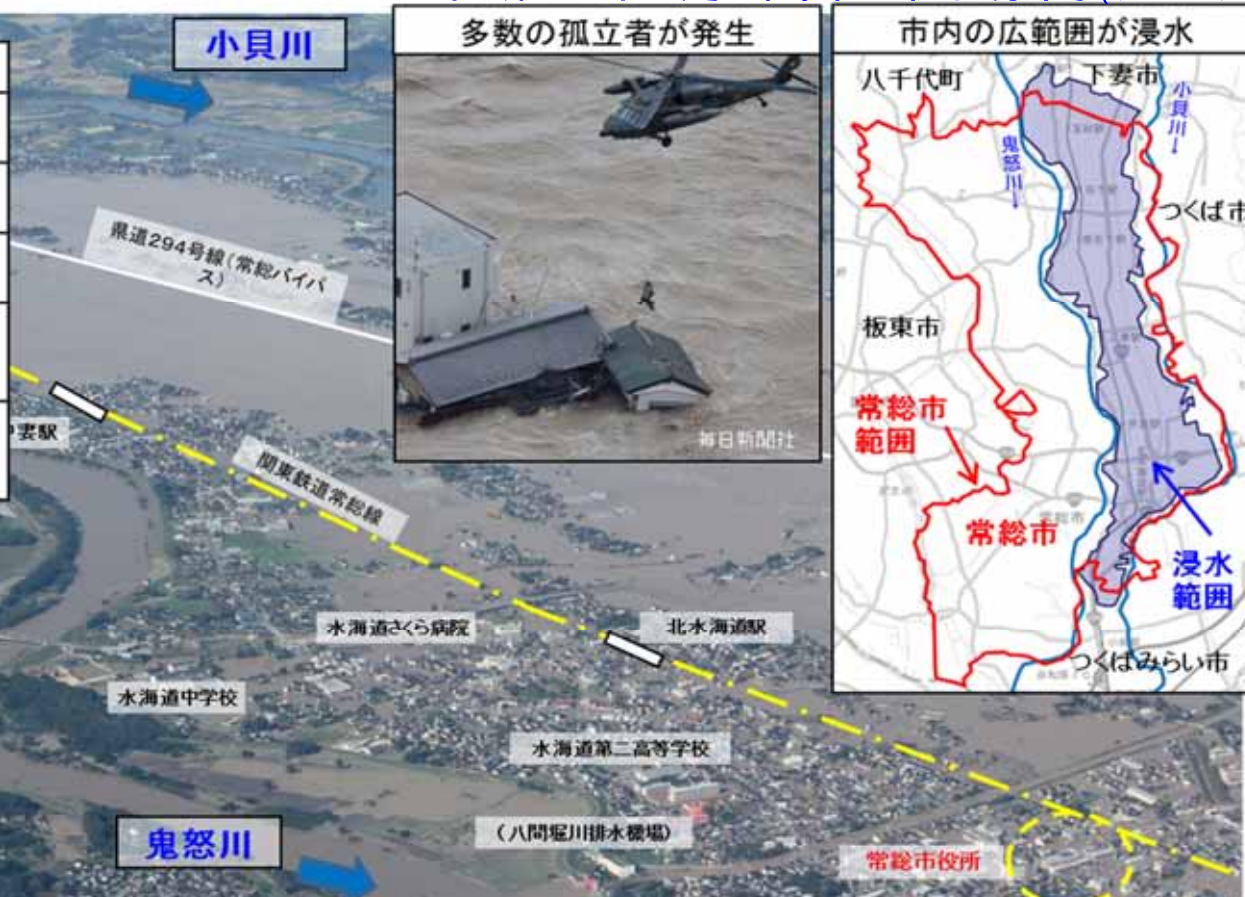 小貝川
県道294号線(常総バイパ
ス)
妻駅
関東鉄道常総線
水海道さくら病院
北水海道駅
水海道中学校
水海道第二高等学校
(八間堀川排水機場)
鬼怒川
常総市役所
多数の孤立者が発生
毎日新聞社
市内の広範囲が浸水
八千代町
下妻市
小貝川↓
鬼怒川↓
つくば市
板東市
常総市
範囲
常総市
浸水
範囲
つくばみらい市